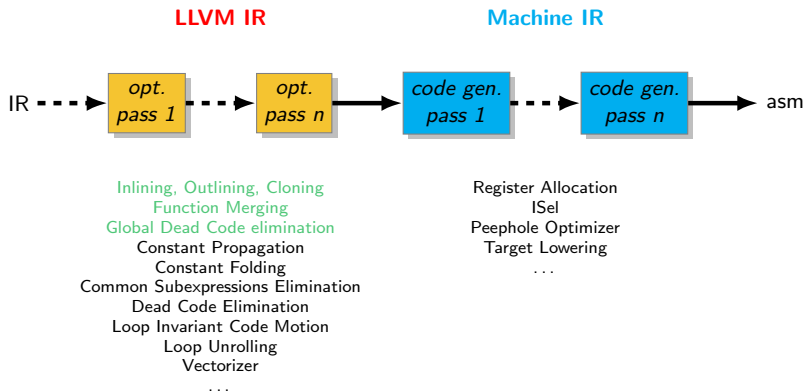 LLVM IR
Machine IR
IR
opt.
pass 1
opt.
pass n
code gen.
pass 1
code gen.
pass n
asm
Inlining, Outlining, Cloning
Function Merging
Global Dead Code elimination
Constant Propagation
Constant Folding
Common Subexpressions Elimination
Dead Code Elimination
Loop Invariant Code Motion
Loop Unrolling
Vectorizer
...
Register Allocation
ISel
Peephole Optimizer
Target Lowering
...